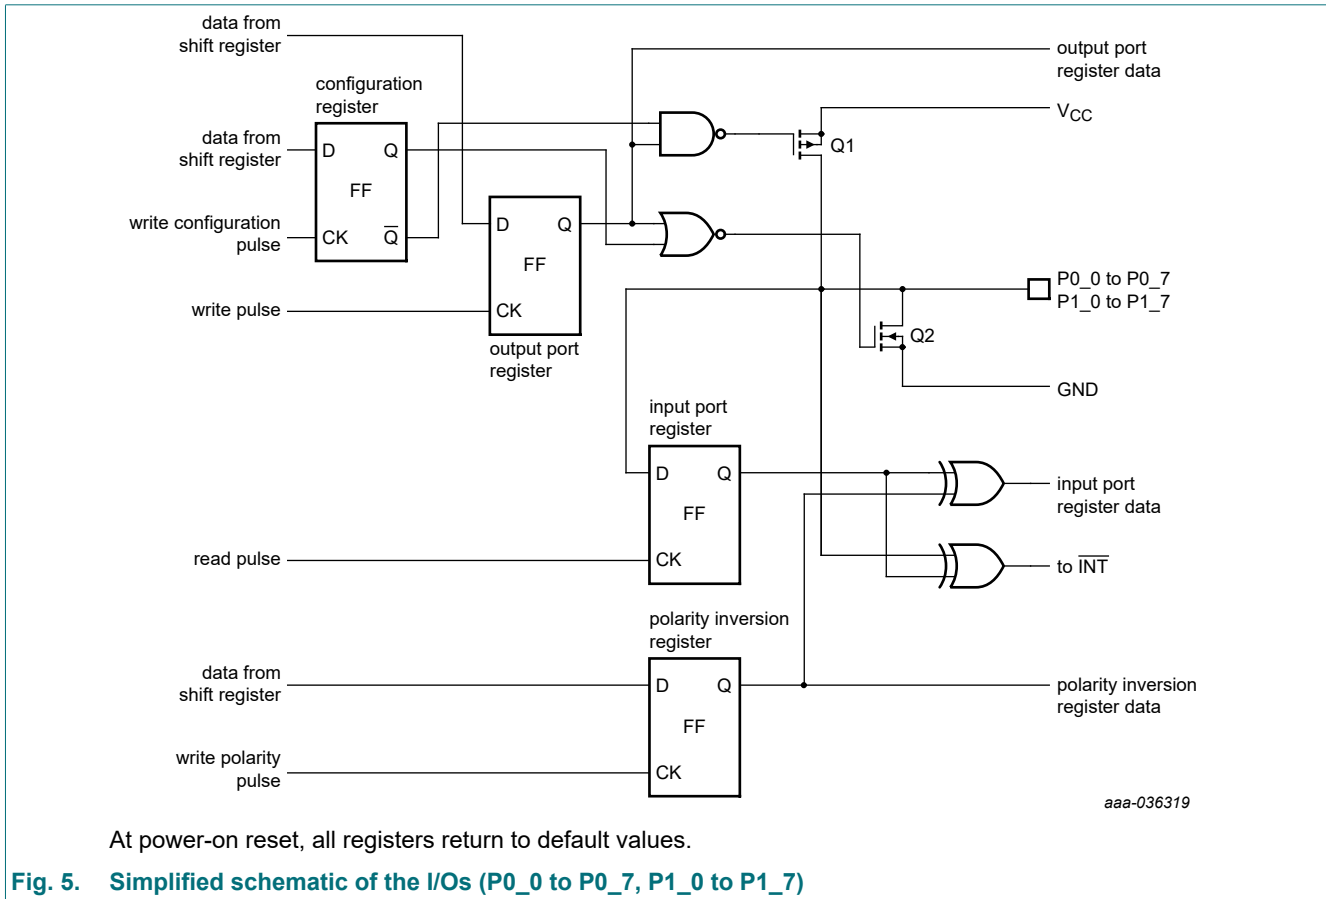 data from
shift register
output port
register data
configuration
register
VCC
data from
shift register
D
Q
Q1
FF
write configuration
pulse
CK
Q
D
Q
FF
P0_0 to P0_7
P1_0 to P1_7
write pulse
CK
Q2
output port
register
GND
input port
register
D
Q
input port
register data
FF
read pulse
CK
to INT
polarity inversion
register
data from
shift register
D
Q
polarity inversion
register data
FF
write polarity
pulse
CK
aaa-036319
At power-on reset, all registers return to default values.
Fig. 5. Simplified schematic of the I/Os (P0_0 to P0_7, P1_0 to P1_7)